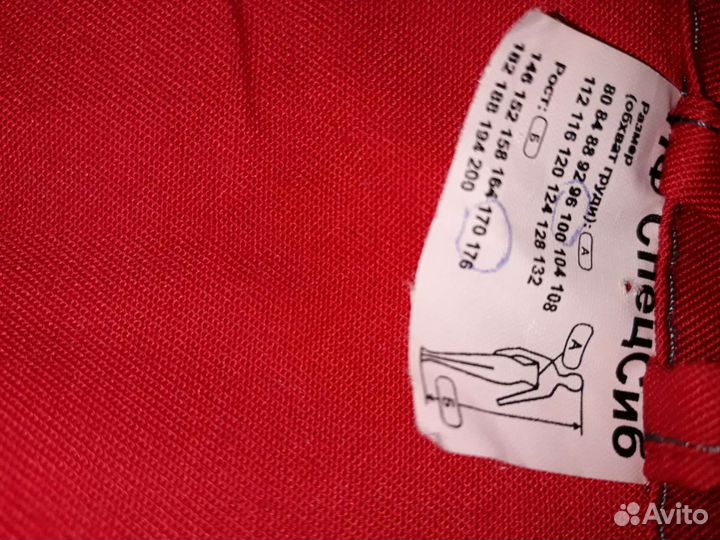 СпецСиб
Размер
(обхват груди): А
80 84 88 92 96 100 104 108
112 116 120 124 128 132
Рост: Б
146 152 158 164 170 176
182 188 194 200
А
Б
Avito